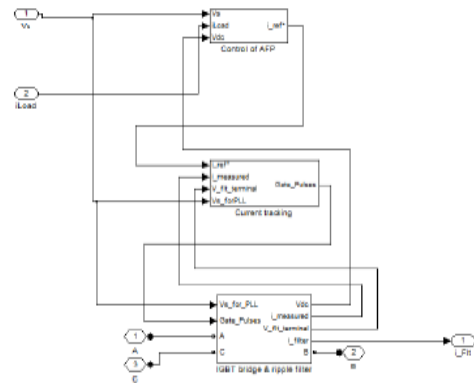 1
Vs
Vs
iLoad
Vdc
i_ref*
Control of AFP
2
iLoad
i_ref*
i_measured
V_flt_terminal
Vs_forPLL
Gate_Pulses
Current tracking
Vs_for_PLL
Gate_Pulses
A
C
Vdc
i_measured
V_flt_terminal
i_filter
B
IGBT bridge & ripple filter
1
A
3
C
1
i_Flt
2
B